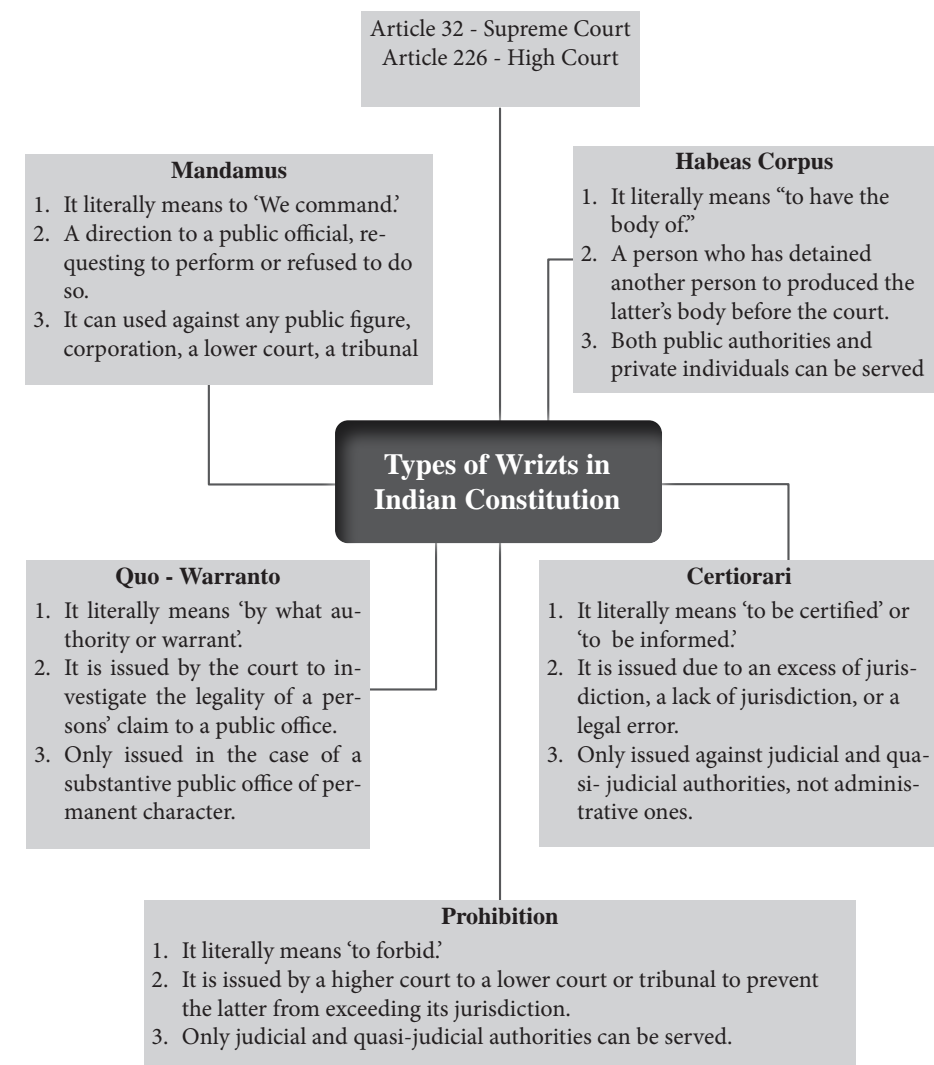 Article 32 - Supreme Court
Article 226 - High Court
Mandamus
1. It literally means to ‘We command.’
2. A direction to a public official, re-
questing to perform or refused to do
so.
3. It can used against any public figure,
corporation, a lower court, a tribunal
Habeas Corpus
1. It literally means “to have the
body of.”
2. A person who has detained
another person to produced the
latter’s body before the court.
3. Both public authorities and
private individuals can be served
Types of Wrizts in
Indian Constitution
Quo - Warranto
1. It literally means ‘by what au-
thority or warrant’.
2. It is issued by the court to in-
vestigate the legality of a per-
sons’ claim to a public office.
3. Only issued in the case of a
substantive public office of per-
manent character.
Certiorari
1. It literally means ‘to be certified’ or
‘to be informed.’
2. It is issued due to an excess of juris-
diction, a lack of jurisdiction, or a
legal error.
3. Only issued against judicial and qua-
si- judicial authorities, not adminis-
trative ones.
Prohibition
1. It literally means ‘to forbid.’
2. It is issued by a higher court to a lower court or tribunal to prevent
the latter from exceeding its jurisdiction.
3. Only judicial and quasi-judicial authorities can be served.